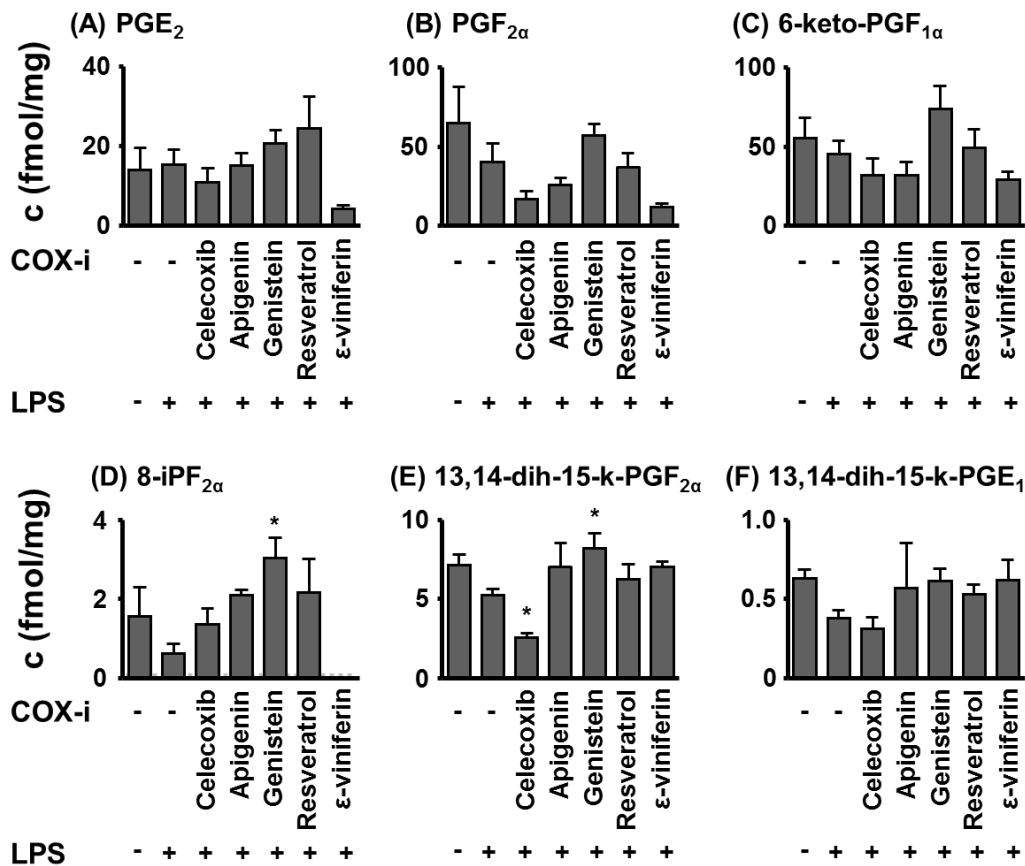 (A) PGE₂ (B) PGF₂α (C) 6-keto-PGF₁α
c (fmol/mg)
40 100 100
20 50 50
0 0 0
COX-i - - Celecoxib Apigenin Genistein Resveratrol ε-viniferin - - Celecoxib Apigenin Genistein Resveratrol ε-viniferin - - Celecoxib Apigenin Genistein Resveratrol ε-viniferin
LPS - + + + + + + - + + + + + + - + + + + + +
(D) 8-iPF₂α (E) 13,14-dih-15-k-PGF₂α (F) 13,14-dih-15-k-PGE₁
c (fmol/mg)
4 * 10 * 1.0
2 5 * 0.5
0 0 0
COX-i - - Celecoxib Apigenin Genistein Resveratrol ε-viniferin - - Celecoxib Apigenin Genistein Resveratrol ε-viniferin - - Celecoxib Apigenin Genistein Resveratrol ε-viniferin
LPS - + + + + + + - + + + + + + - + + + + + +